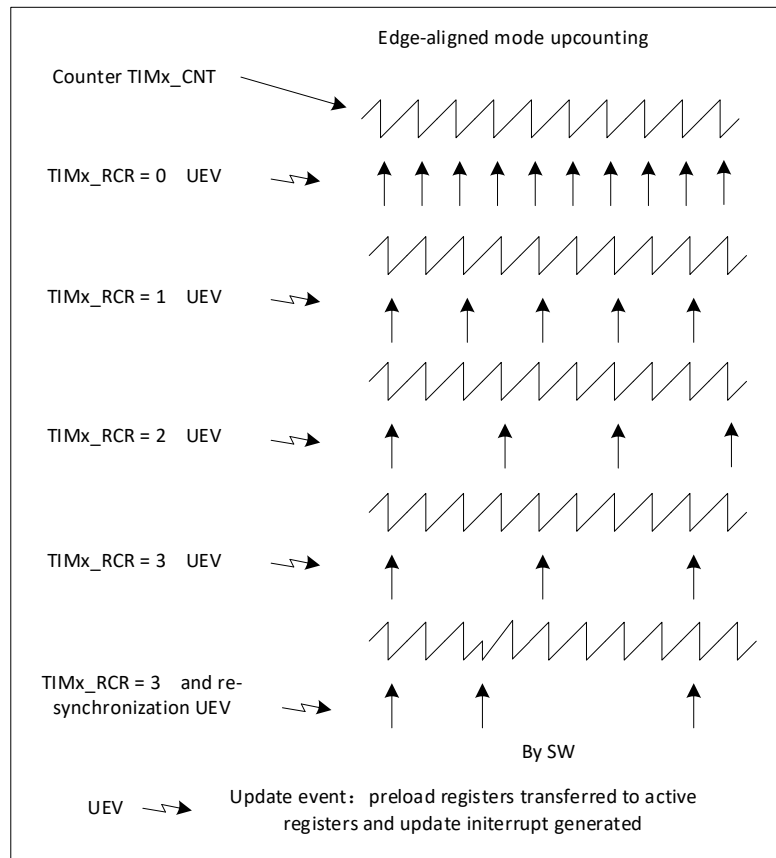 Edge-aligned mode upcounting
Counter TIMx_CNT
TIMx_RCR = 0 UEV
TIMx_RCR = 1 UEV
TIMx_RCR = 2 UEV
TIMx_RCR = 3 UEV
TIMx_RCR = 3 and re-
synchronization UEV
By SW
UEV
Update event：preload registers transferred to active
registers and update initerrupt generated